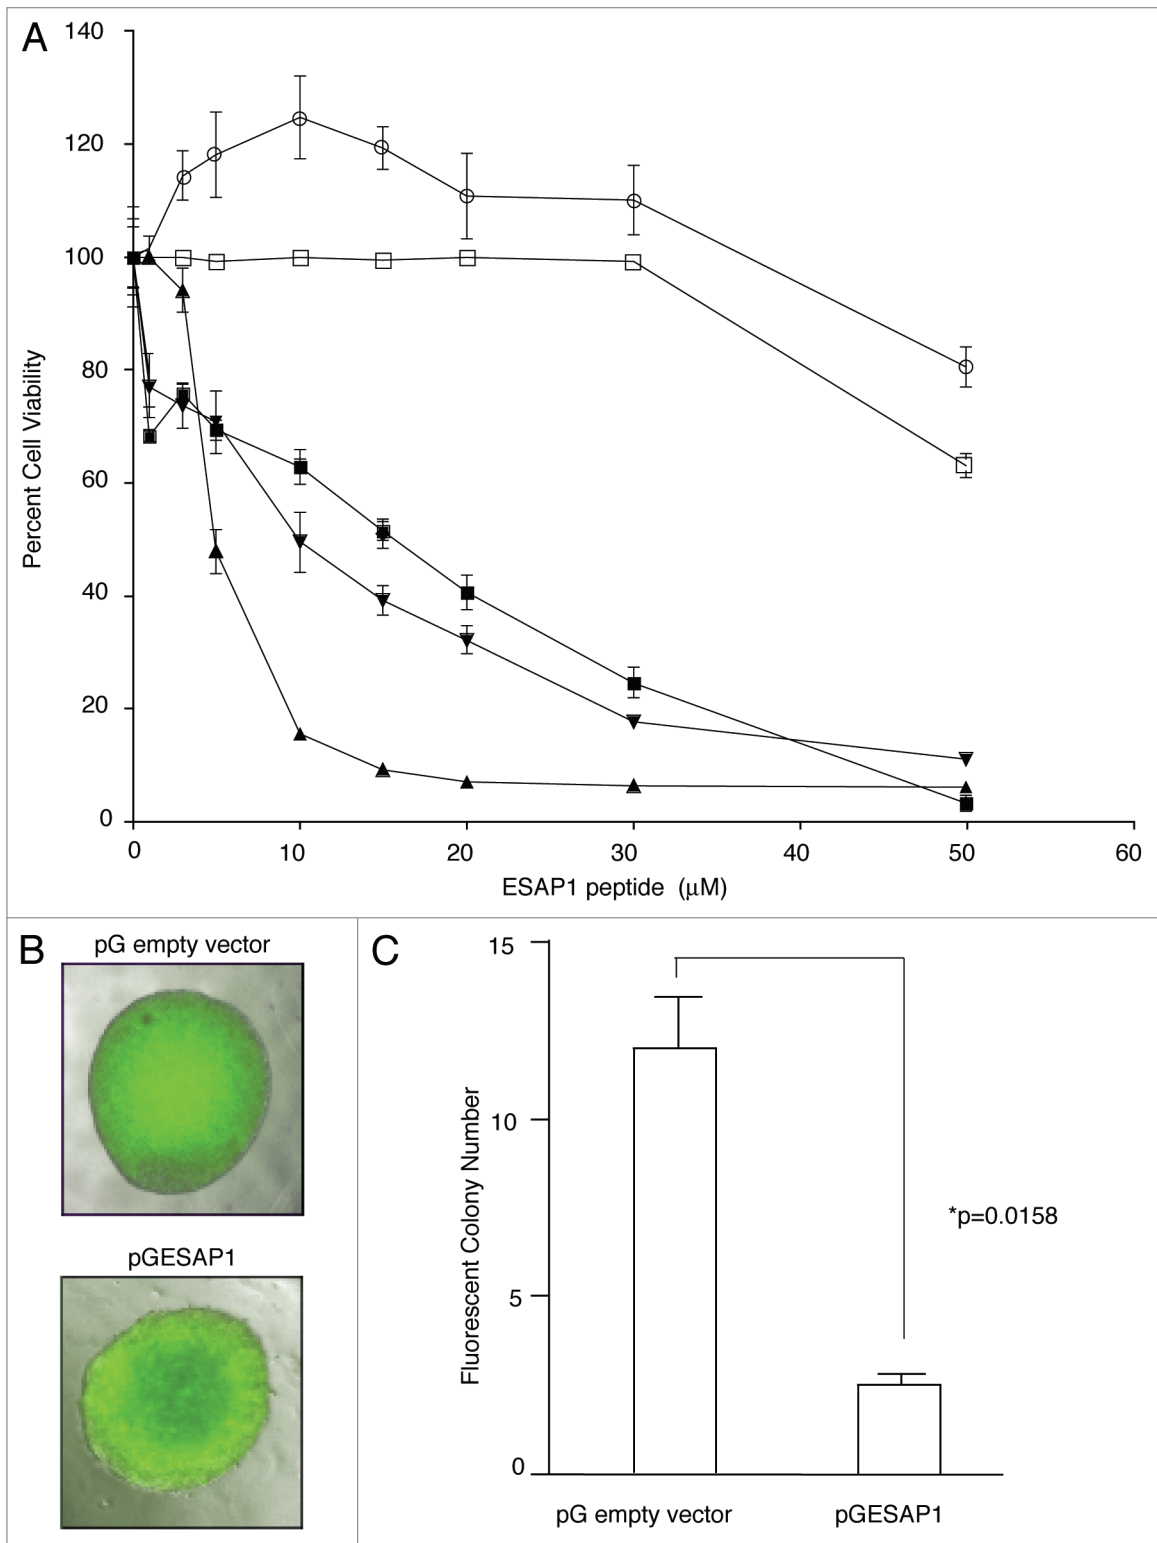 A
140
120
100
80
60
40
20
0
Percent Cell Viability
0 10 20 30 40 50 60
ESAP1 peptide (μM)
B
pG empty vector
pGESAP1
C
15
10
5
0
Fluorescent Colony Number
*p=0.0158
pG empty vector pGESAP1